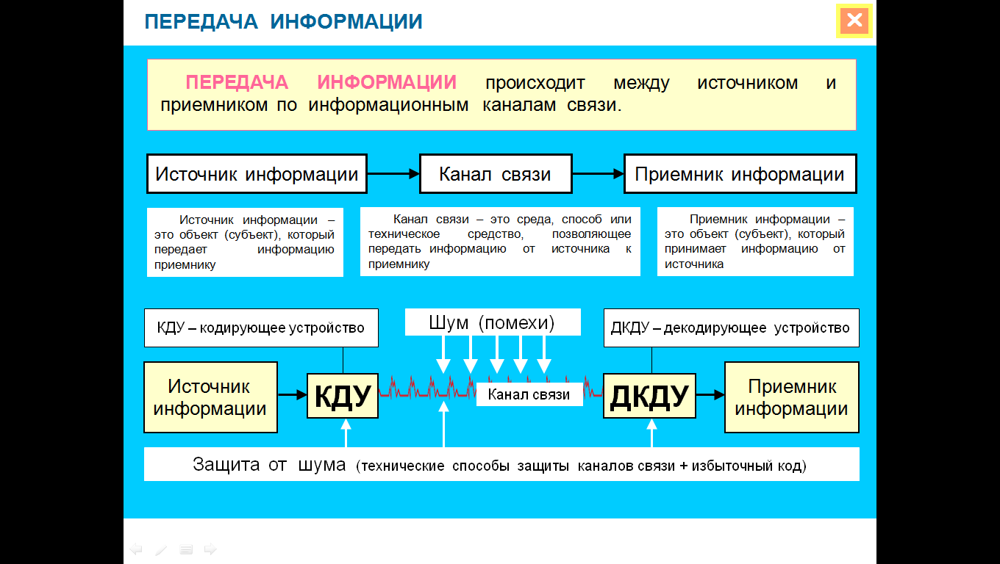 ПЕРЕДАЧА ИНФОРМАЦИИ
ПЕРЕДАЧА ИНФОРМАЦИИ происходит между источником и
приемником по информационным каналам связи.
Источник информации
Канал связи
Приемник информации
Источник информации –
это объект (субъект), который
передает информацию
приемнику
Канал связи – это среда, способ или
техническое средство, позволяющее
передать информацию от источника к
приемнику
Приемник информации –
это объект (субъект), который
принимает информацию от
источника
КДУ – кодирующее устройство
Шум (помехи)
ДКДУ – декодирующее устройство
Источник
информации
КДУ
Канал связи
ДКДУ
Приемник
информации
Защита от шума (технические способы защиты каналов связи + избыточный код)